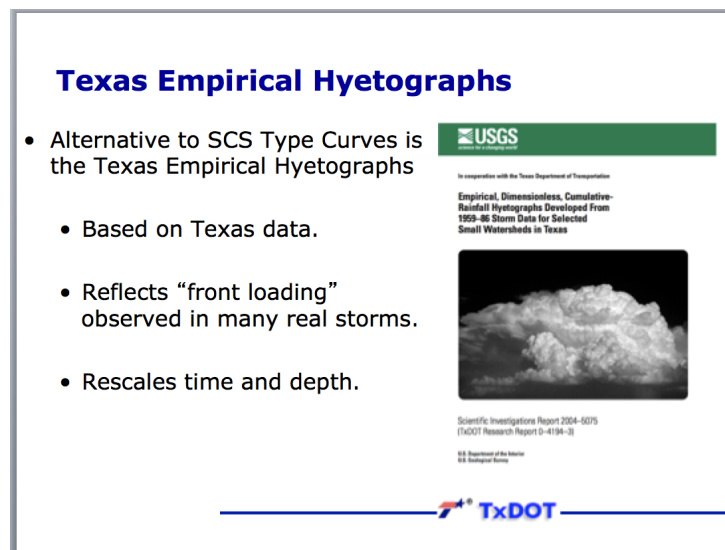 Texas Empirical Hyetographs
• Alternative to SCS Type Curves is
the Texas Empirical Hyetographs
• Based on Texas data.
• Reflects “front loading”
observed in many real storms.
• Rescales time and depth.
USGS
science for a changing world
In cooperation with the Texas Department of Transportation
Empirical, Dimensionless, Cumulative-
Rainfall Hyetographs Developed From
1959–86 Storm Data for Selected
Small Watersheds in Texas
Scientific Investigations Report 2004–5075
(TxDOT Research Report 0–4194–3)
U.S. Department of the Interior
U.S. Geological Survey
® TxDOT